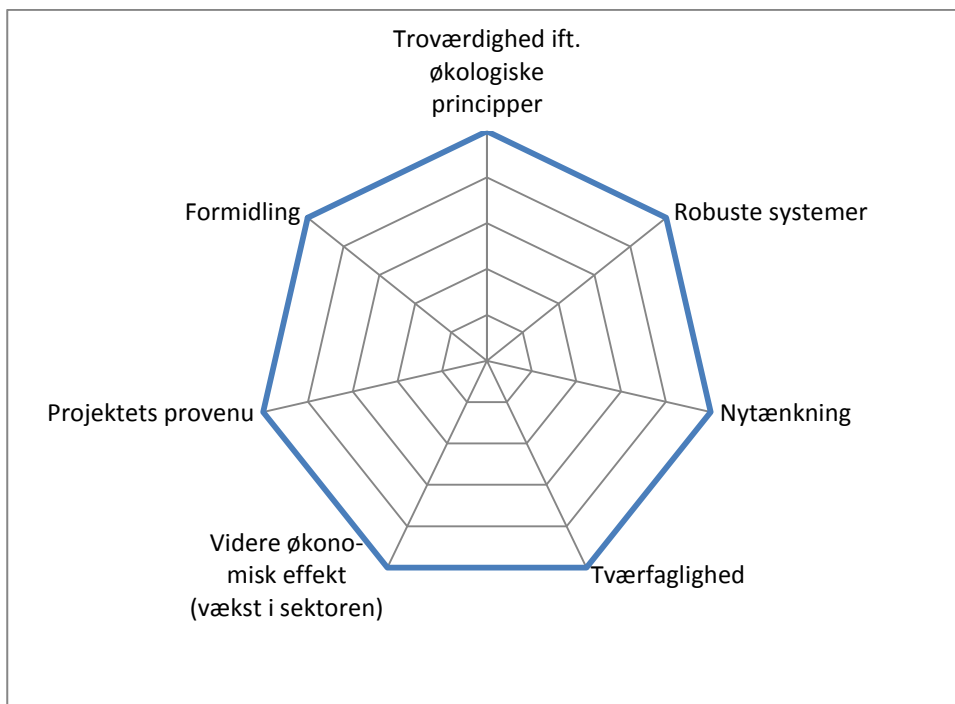 Troværdighed ift.
økologiske
principper
Formidling
Robuste systemer
Projektets provenu
Nytænkning
Videre økono-
misk effekt
(vækst i sektoren)
Tværfaglighed